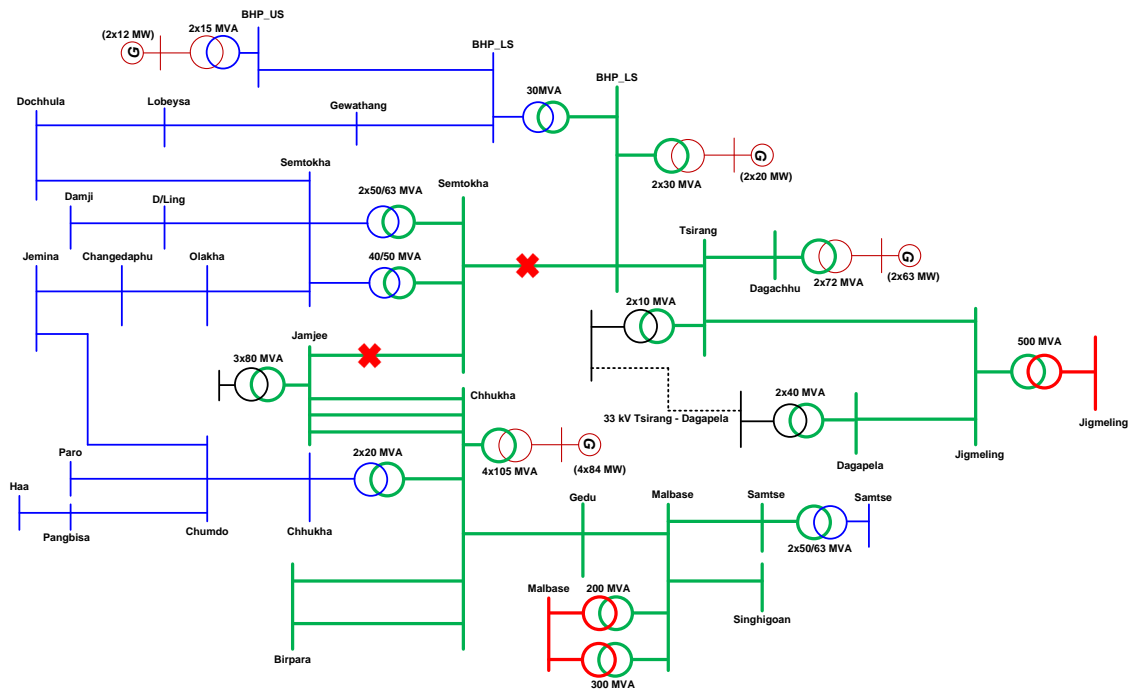 BHP_US
2x15 MVA
(2x12 MW)
G
BHP_LS
BHP_LS
30MVA
Dochhula
Lobeysa
Gewathang
Semtokha
G
2x30 MVA
(2x20 MW)
Damji
D/Ling
2x50/63 MVA
Semtokha
Tsirang
Jemina
Changedaphu
Olakha
40/50 MVA
G
Dagachhu
2x72 MVA
(2x63 MW)
2x10 MVA
Jamjee
3x80 MVA
500 MVA
Chhukha
2x40 MVA
33 kV Tsirang - Dagapela
Jigmeling
G
Paro
2x20 MVA
4x105 MVA
(4x84 MW)
Dagapela
Jigmeling
Haa
Gedu
Malbase
Samtse
Samtse
Pangbisa
Chumdo
Chhukha
2x50/63 MVA
Malbase
200 MVA
Singhigoan
Birpara
300 MVA